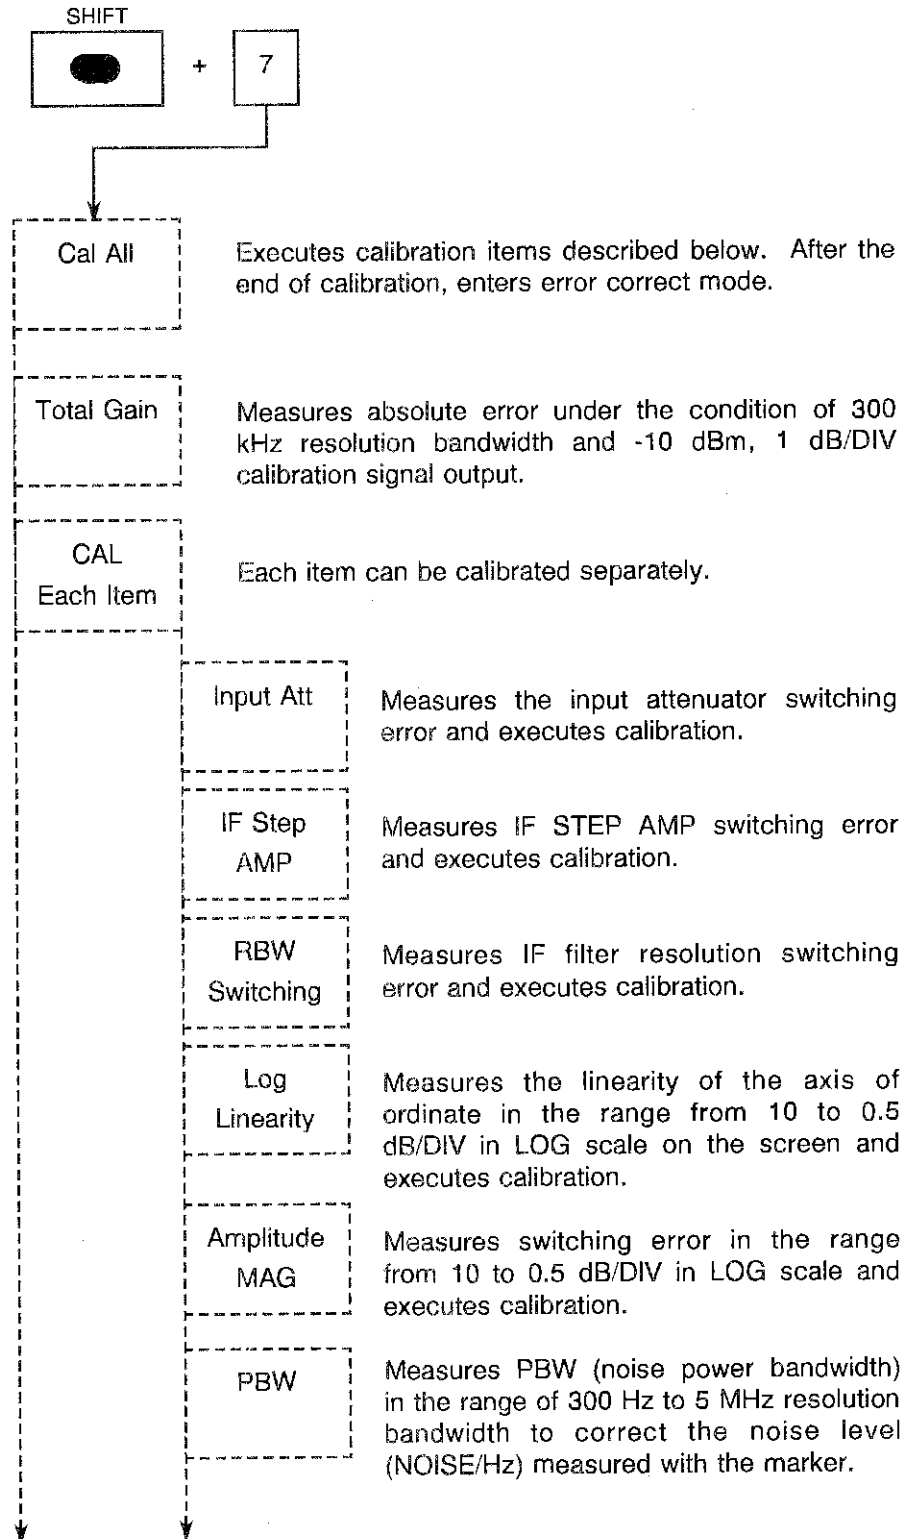 SHIFT
+ 7
Cal All
Executes calibration items described below. After the
end of calibration, enters error correct mode.
Total Gain
Measures absolute error under the condition of 300
kHz resolution bandwidth and -10 dBm, 1 dB/DIV
calibration signal output.
CAL
Each Item
Each item can be calibrated separately.
Input Att
Measures the input attenuator switching
error and executes calibration.
IF Step
AMP
Measures IF STEP AMP switching error
and executes calibration.
RBW
Switching
Measures IF filter resolution switching
error and executes calibration.
Log
Linearity
Measures the linearity of the axis of
ordinate in the range from 10 to 0.5
dB/DIV in LOG scale on the screen and
executes calibration.
Amplitude
MAG
Measures switching error in the range
from 10 to 0.5 dB/DIV in LOG scale and
executes calibration.
PBW
Measures PBW (noise power bandwidth)
in the range of 300 Hz to 5 MHz resolution
bandwidth to correct the noise level
(NOISE/Hz) measured with the marker.